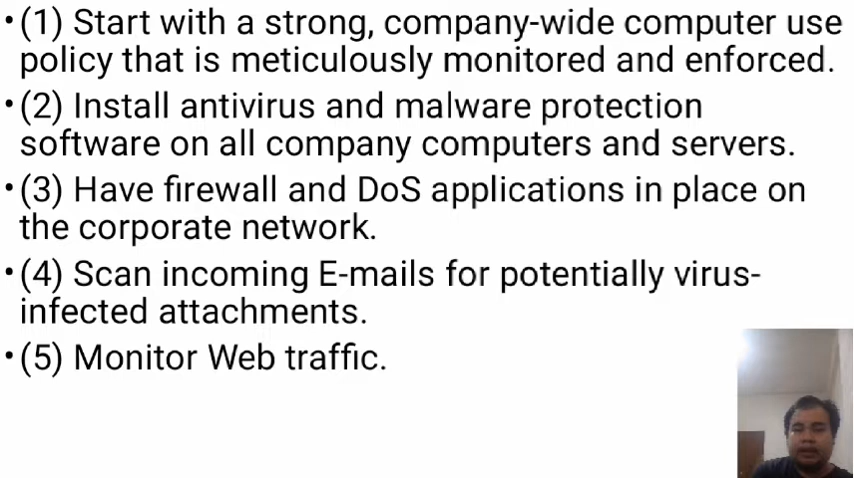 •(1) Start with a strong, company-wide computer use
policy that is meticulously monitored and enforced.
•(2) Install antivirus and malware protection
software on all company computers and servers.
•(3) Have firewall and DoS applications in place on
the corporate network.
•(4) Scan incoming E-mails for potentially virus-
infected attachments.
•(5) Monitor Web traffic.